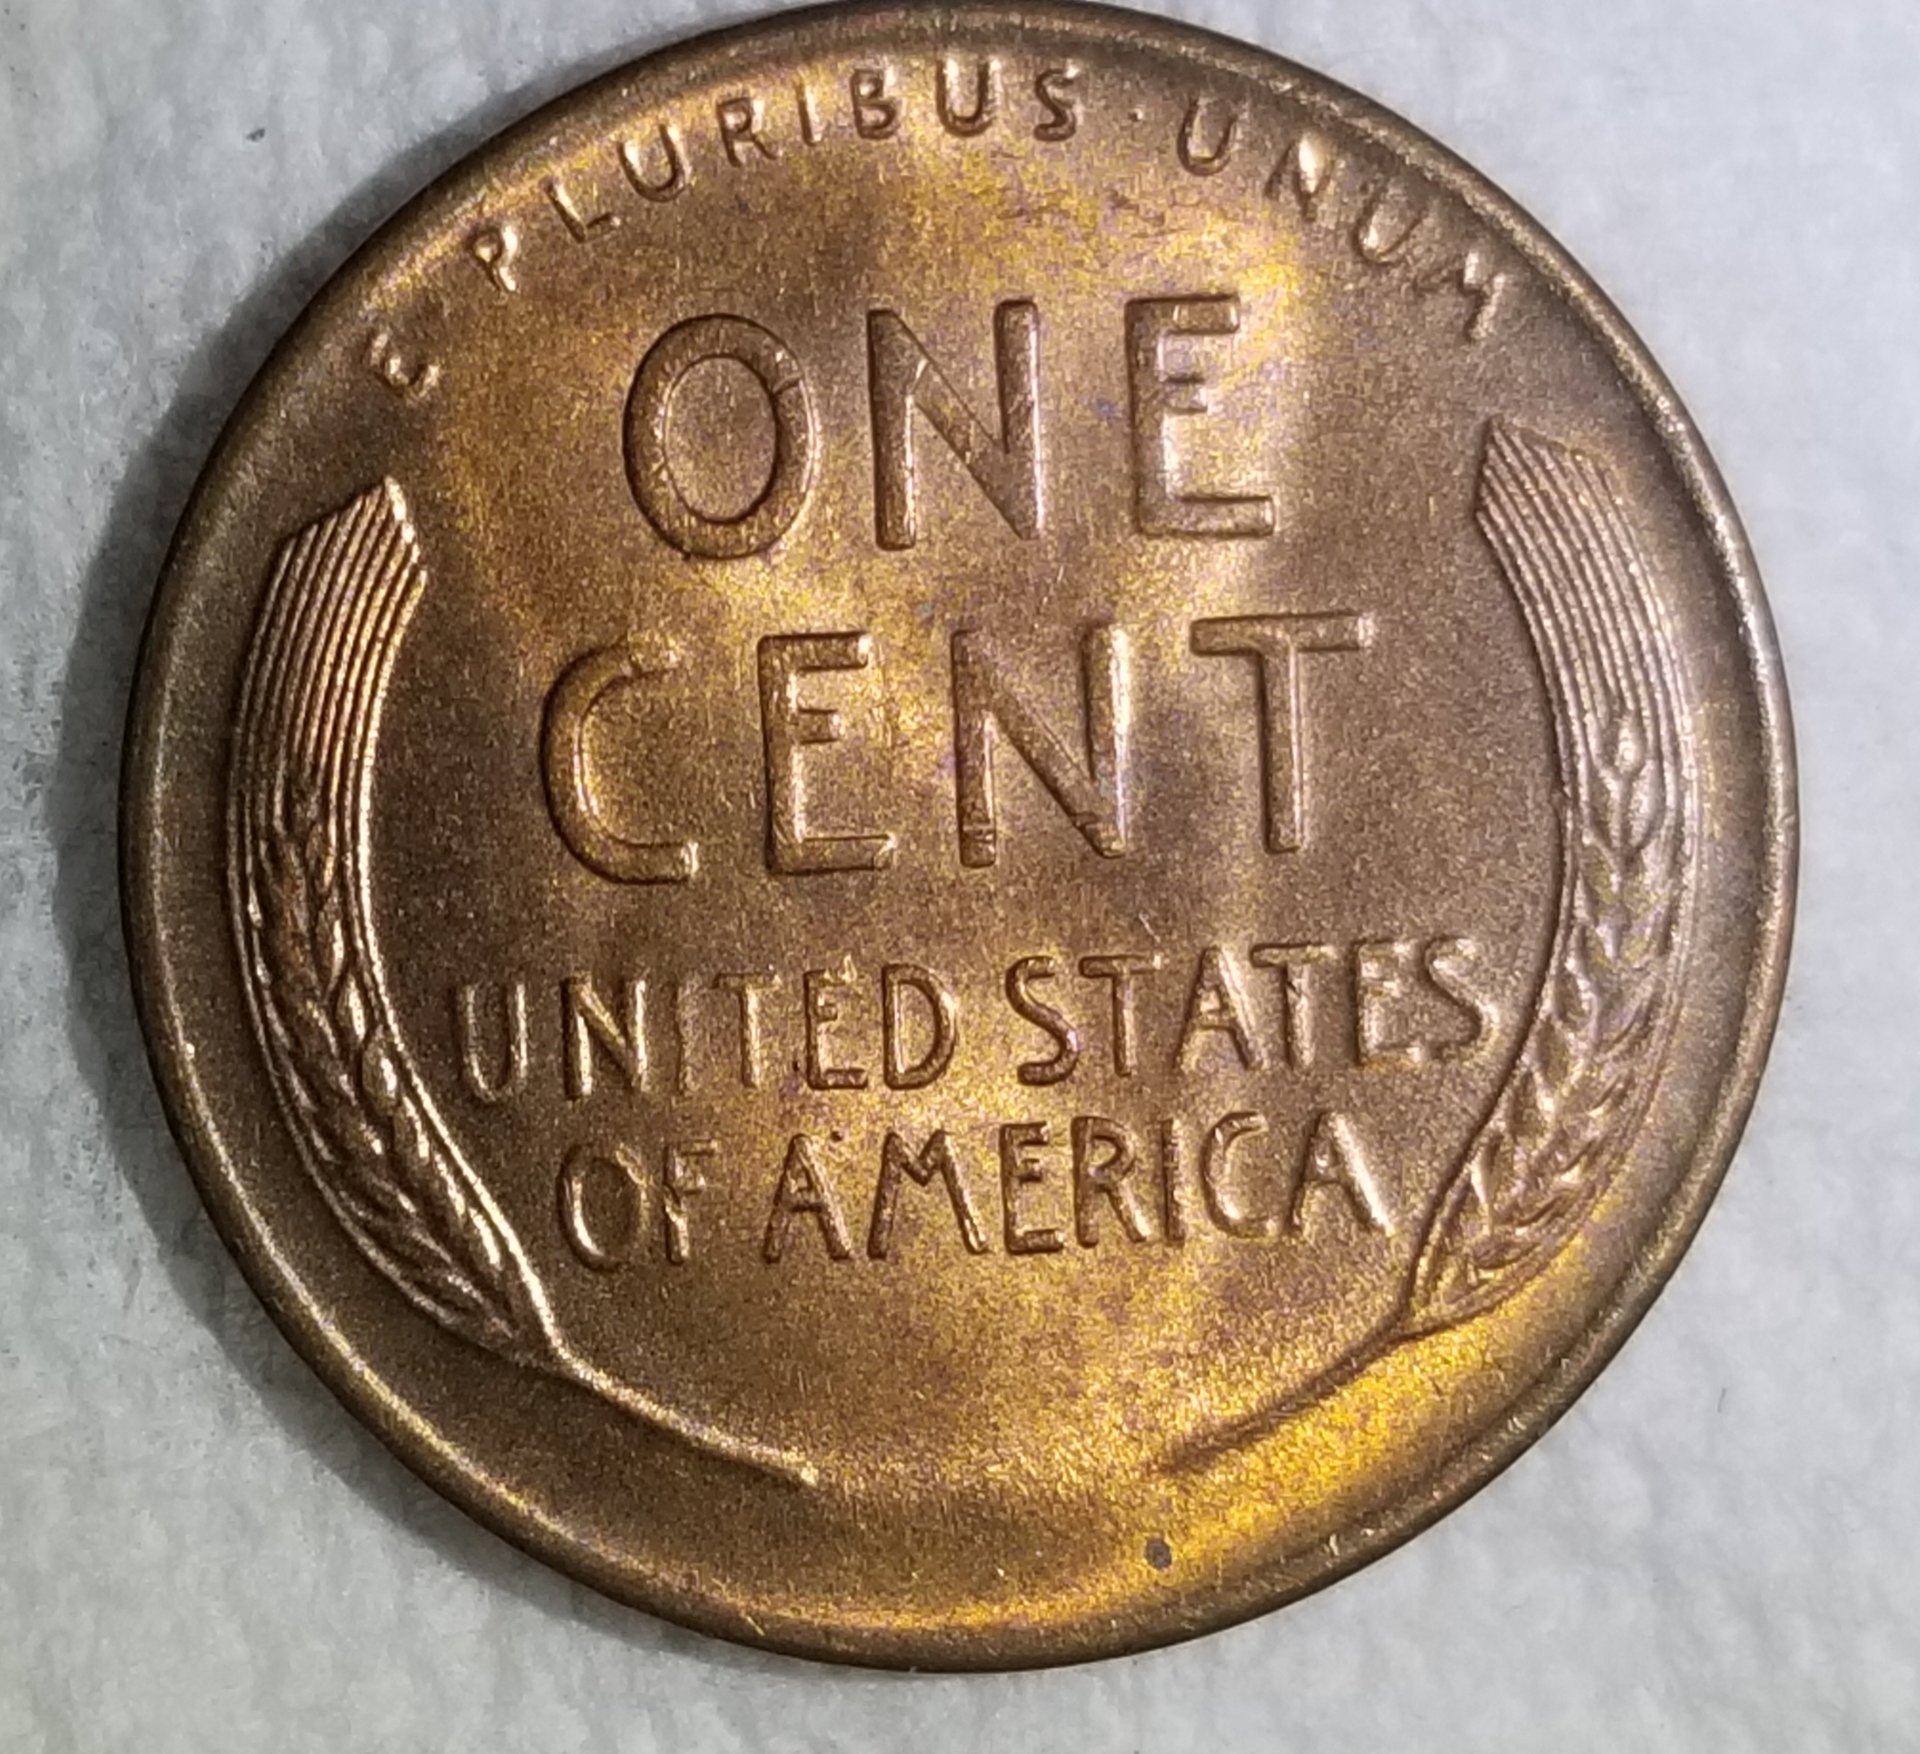 E PLURIBUS · UNUM
ONE
CENT
UNITED STATES
OF AMERICA